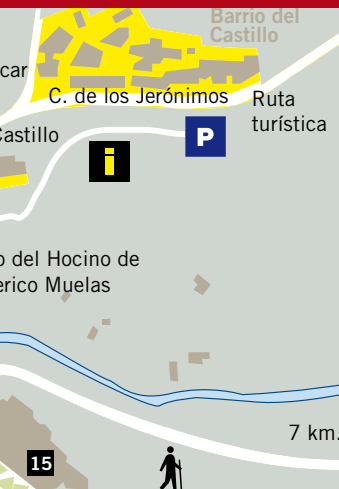 Barrio del
Castillo
car
C. de los Jerónimos
Ruta
turística
Castillo
P
i
o del Hocino de
erico Muelas
7 km.
15